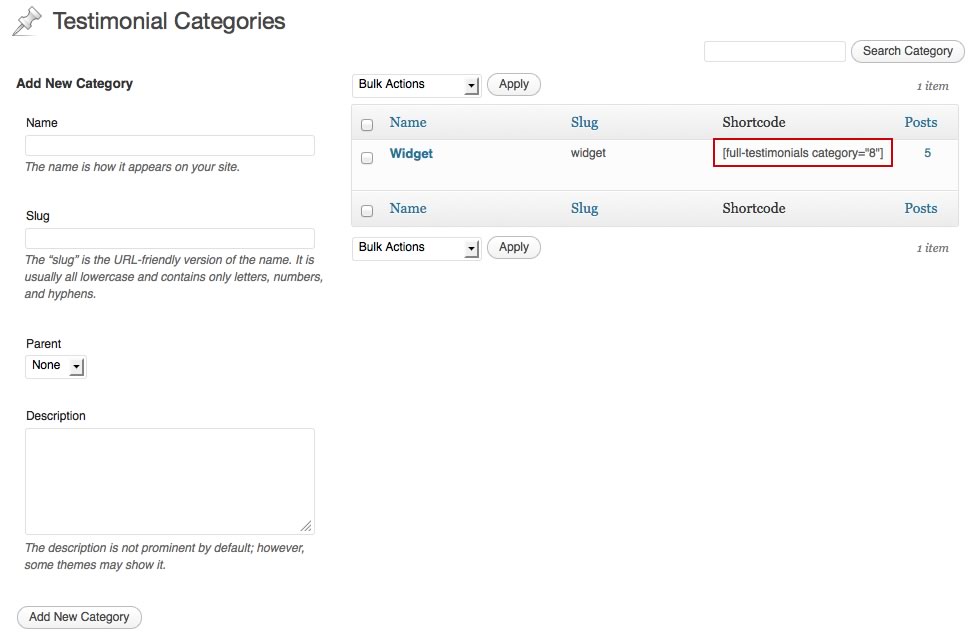 Testimonial Categories
Search Category
Add New Category
Name
The name is how it appears on your site.
Slug
The “slug” is the URL-friendly version of the name. It is
usually all lowercase and contains only letters, numbers,
and hyphens.
Parent
None
Description
The description is not prominent by default; however,
some themes may show it.
Add New Category
Bulk Actions Apply 1 item
Name Slug Shortcode Posts
Widget widget [full-testimonials category="8"] 5
Name Slug Shortcode Posts
Bulk Actions Apply 1 item